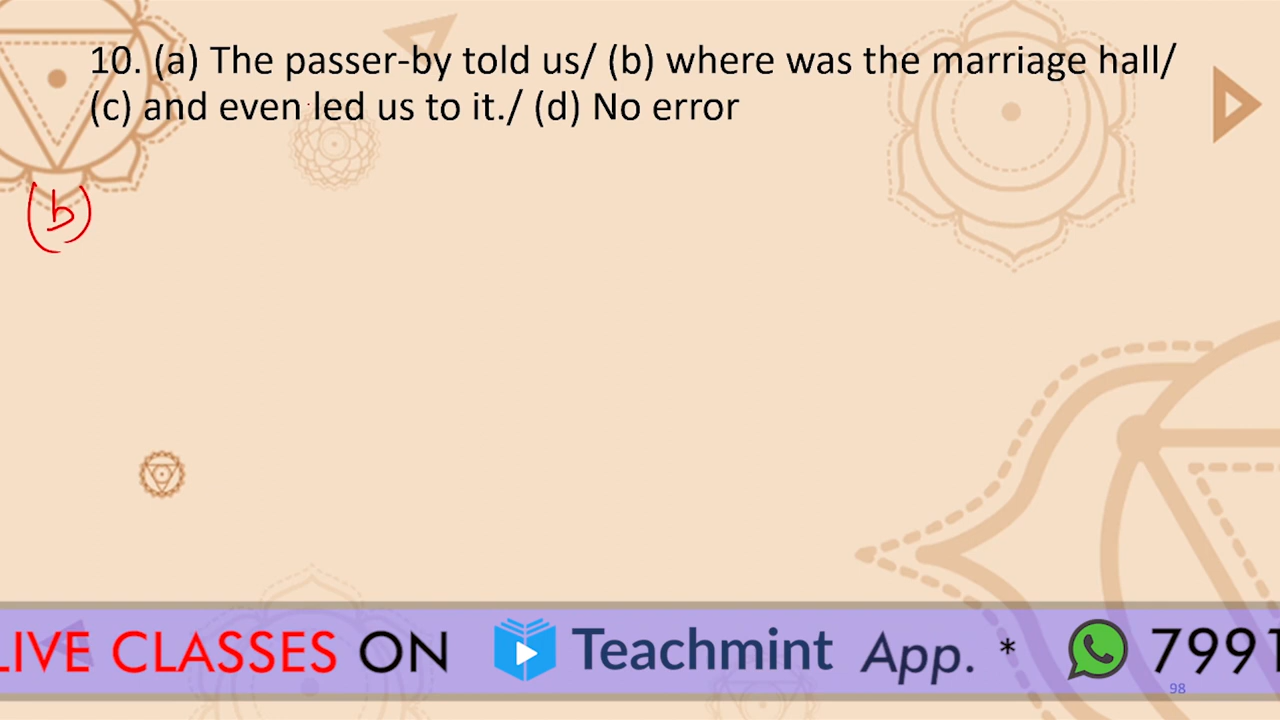 10. (a) The passer-by told us/ (b) where was the marriage hall/
(c) and even led us to it./ (d) No error
(b)
LIVE CLASSES ON Teachmint App. * 7991
98